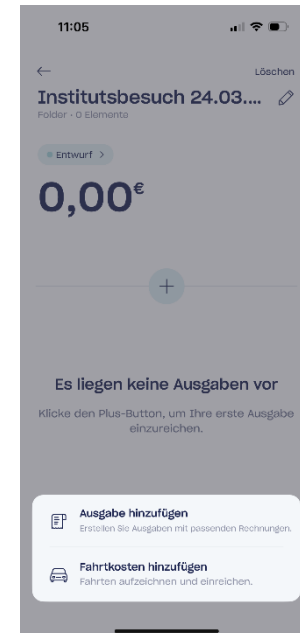 11:05
Löschen
Institutsbesuch 24.03....
Folder · 0 Elemente
Entwurf >
0,00€
Es liegen keine Ausgaben vor
Klicke den Plus-Button, um Ihre erste Ausgabe
einzureichen.
Ausgabe hinzufügen
Erstellen Sie Ausgaben mit passenden Rechnungen.
Fahrtkosten hinzufügen
Fahrten aufzeichnen und einreichen.